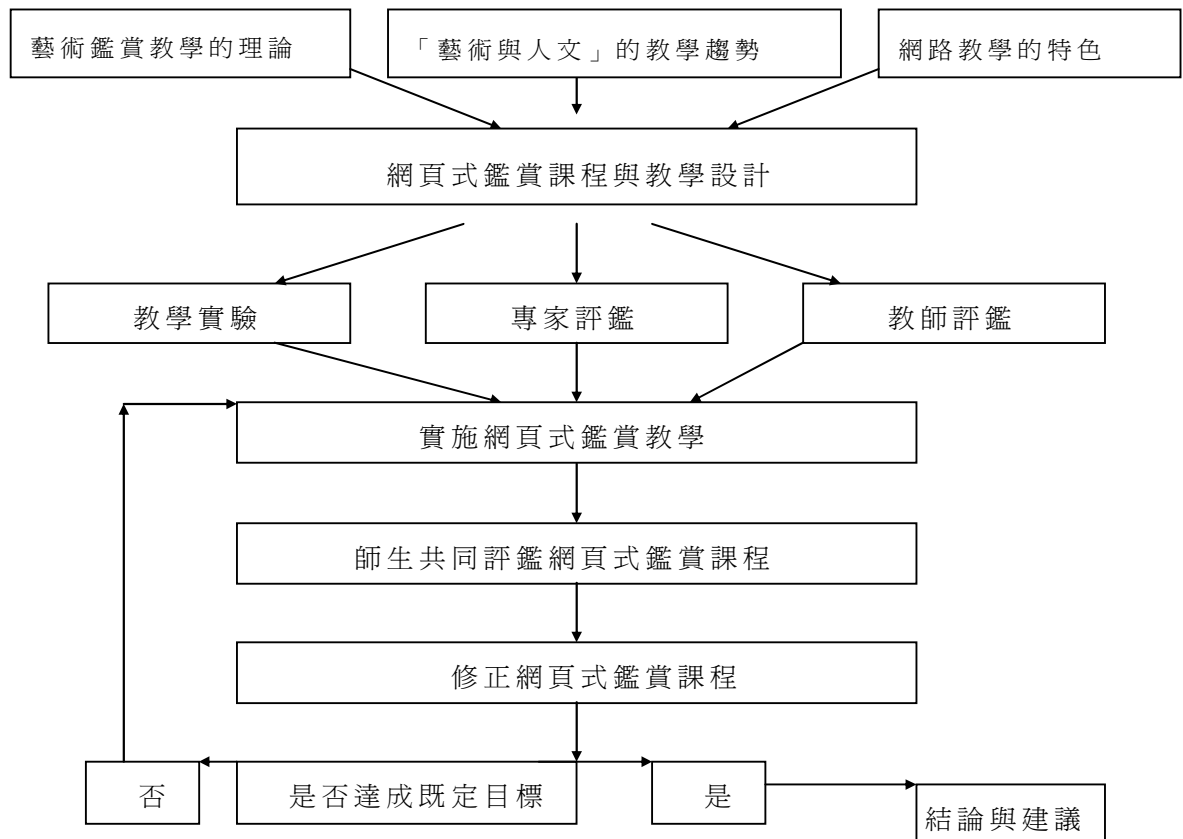 藝術鑑賞教學的理論
「藝術與人文」的教學趨勢
網路教學的特色
網頁式鑑賞課程與教學設計
教學實驗
專家評鑑
教師評鑑
實施網頁式鑑賞教學
師生共同評鑑網頁式鑑賞課程
修正網頁式鑑賞課程
否
是否達成既定目標
是
結論與建議